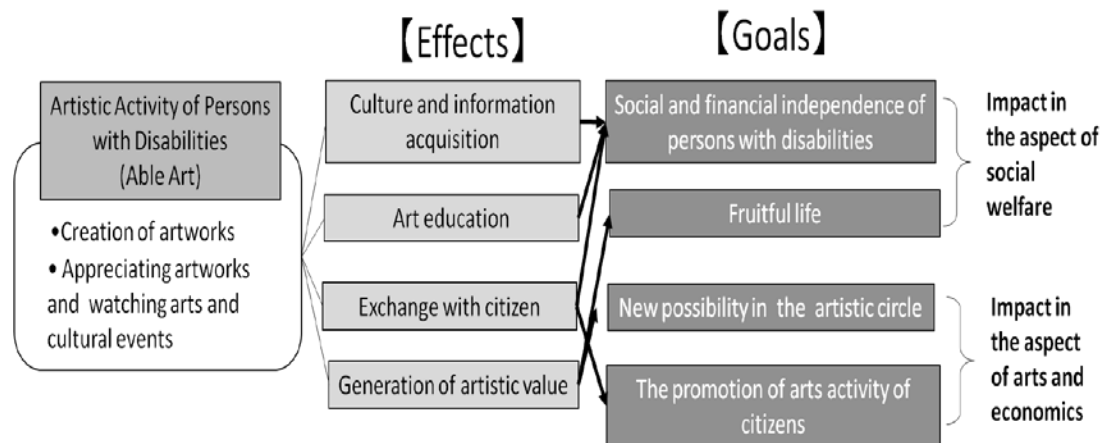 【Effects】
【Goals】
Artistic Activity of Persons
with Disabilities
(Able Art)
•Creation of artworks
• Appreciating artworks
and watching arts and
cultural events
Culture and information
acquisition
Art education
Exchange with citizen
Generation of artistic value
Social and financial independence of
persons with disabilities
Fruitful life
New possibility in the artistic circle
The promotion of arts activity of
citizens
Impact in
the aspect of
social
welfare
Impact in
the aspect
of arts and
economics